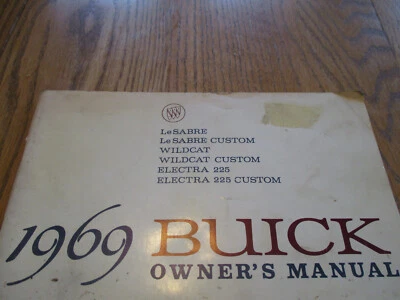 LeSABRE
LeSABRE CUSTOM
WILDCAT
WILDCAT CUSTOM
ELECTRA 225
ELECTRA 225 CUSTOM
1969 BUICK
OWNER'S MANUAL